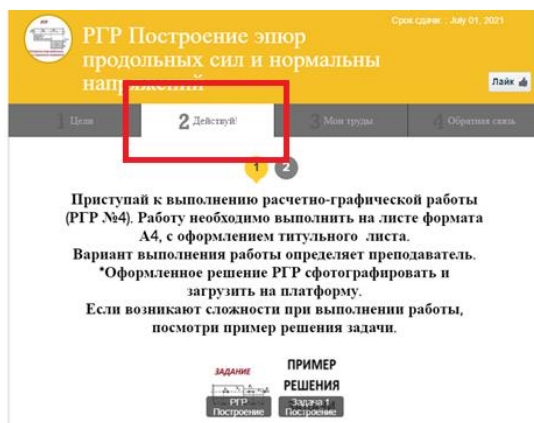 Срок сдачи: : July 01, 2021
РГР Построение эпюр
продольных сил и нормальных
напряжений
Лайк
1 Цели
2 Действуй!
3 Мои труды
4 Обратная связь
1 2
Приступай к выполнению расчетно-графической работы
(РГР №4). Работу необходимо выполнить на листе формата
А4, с оформлением титульного листа.
Вариант выполнения работы определяет преподаватель.
*Оформленное решение РГР сфотографировать и
загрузить на платформу.
Если возникают сложности при выполнении работы,
посмотри пример решения задачи.
ЗАДАНИЕ
РГР
Построение
ПРИМЕР
РЕШЕНИЯ
Задача 1
Построение